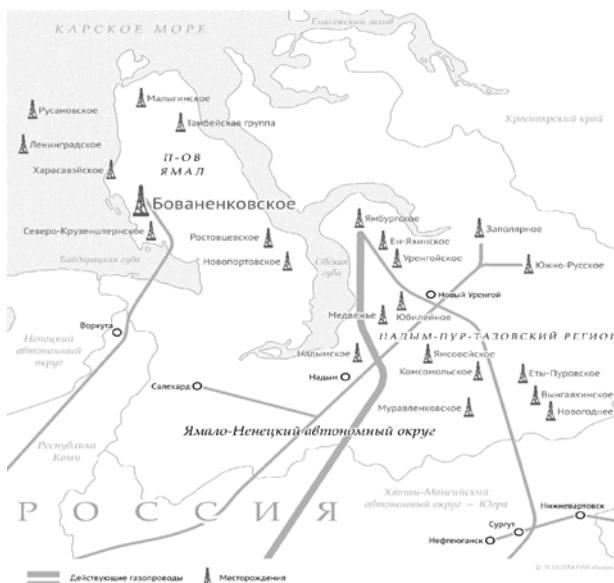 КАРСКОЕ МОРЕ
Енисейский залив
Малыгинское
Русановское
Тамбейская группа
Красноярский край
Ленинградское
П-ОВ
ЯМАЛ
Харасавэйское
Бованенковское
Ямбургское
Северо-Крузенштернское
Ростовцевское
Ен-Яхинское
Заполярное
Байдарацкая губа
Новопортовское
Обская
губа
Уренгойское
Южно-Русское
Новый Уренгой
Медвежье
Юбилейное
Воркута
Ненецкий
автономный
округ
НАДЫМ-ПУР-ТАЗОВСКИЙ РЕГИОН
Надымское
Ямсовейское
Салехард
Надым
Комсомольское
Еты-Пуровское
Вынгаяхинское
Муравленковское
Новогоднее
Ямало-Ненецкий автономный округ
Республика
Коми
РОССИЯ
Ханты-Мансийский
автономный округ — Югра
Нижневартовск
Сургут
Нефтеюганск
Действующие газопроводы
Месторождения